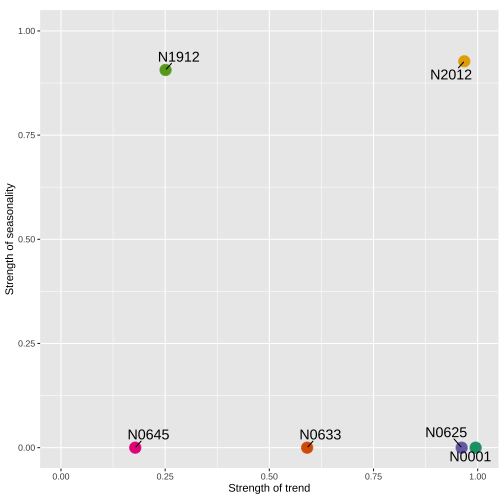 1.00
N1912
N2012
0.75
Strength of seasonality
0.50
0.25
N0645
N0633
N0625
0.00
N0001
0.00
0.25
0.50
0.75
1.00
Strength of trend